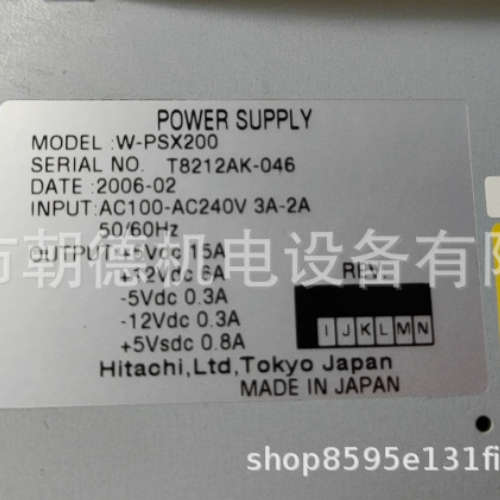 POWER SUPPLY
MODEL :W-PSX200
SERIAL NO. T8212AK-046
DATE :2006-02
INPUT:AC100-AC240V 3A-2A
50/60Hz
OUTPUT:+5Vdc 15A
+12Vdc 6A
-5Vdc 0.3A
-12Vdc 0.3A
+5Vsdc 0.8A
REV.
I J K L M N
Hitachi,Ltd,Tokyo Japan
MADE IN JAPAN
市朝德机电设备有限
shop8595e131fi